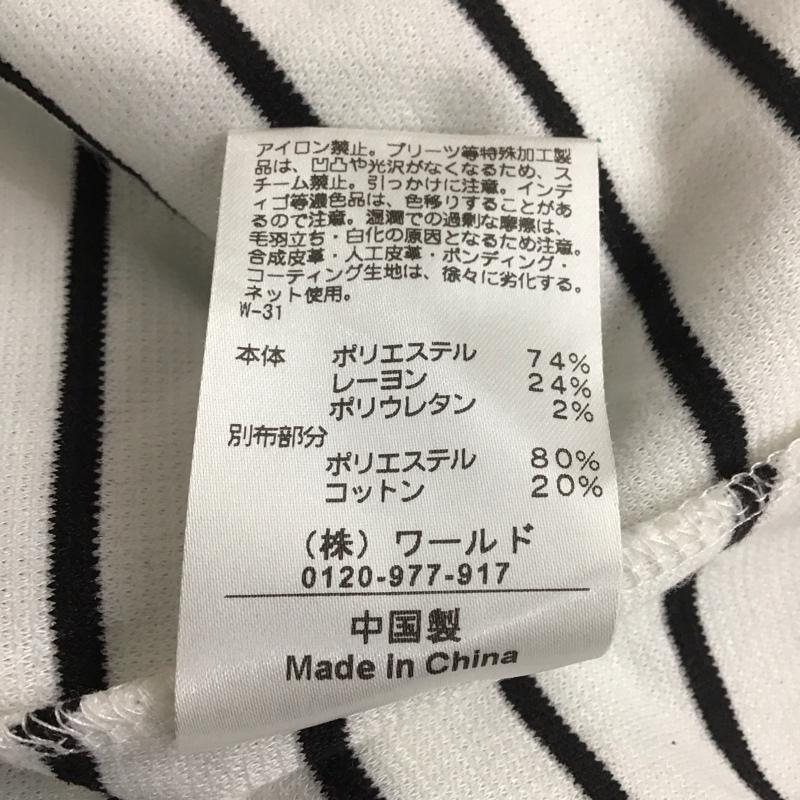 アイロン禁止。プリーツ等特殊加工製
品は、凹凸や光沢がなくなるため、ス
チーム禁止。引っかけに注意。インデ
ィゴ等濃色品は、色移りすることがあ
るので注意。湿潤での過剰な摩擦は、
毛羽立ち・白化の原因となるため注意。
合成皮革・人工皮革・ボンディング・
コーティング生地は、徐々に劣化する。
ネット使用。
W-31
本体 ポリエステル 74%
レーヨン 24%
ポリウレタン 2%
別布部分
ポリエステル 80%
コットン 20%
(株)ワールド
0120-977-917
中国製
Made in China